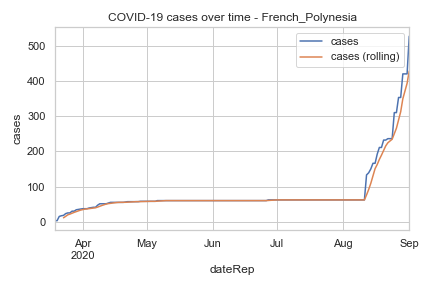 COVID-19 cases over time - French_Polynesia
cases
cases (rolling)
500
400
300
200
100
0
cases
Apr May Jun Jul Aug Sep
2020
dateRep